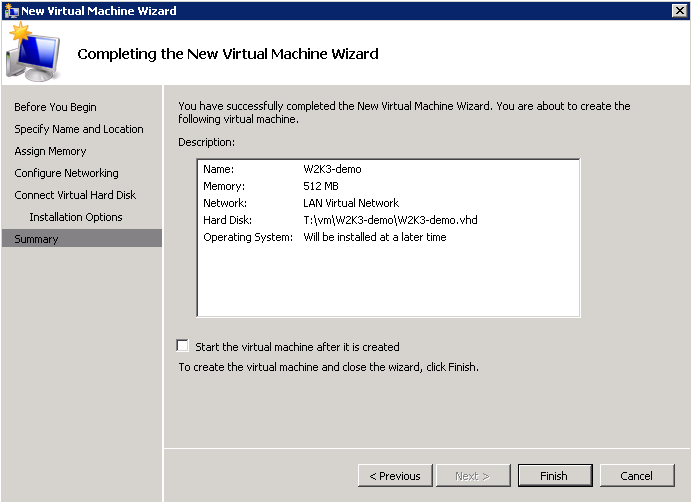 New Virtual Machine Wizard
Completing the New Virtual Machine Wizard
Before You Begin
Specify Name and Location
Assign Memory
Configure Networking
Connect Virtual Hard Disk
Installation Options
Summary
You have successfully completed the New Virtual Machine Wizard. You are about to create the
following virtual machine.
Description:
Name: W2K3-demo
Memory: 512 MB
Network: LAN Virtual Network
Hard Disk: T:\vm\W2K3-demo\W2K3-demo.vhd
Operating System: Will be installed at a later time
Start the virtual machine after it is created
To create the virtual machine and close the wizard, click Finish.
< Previous Next > Finish Cancel